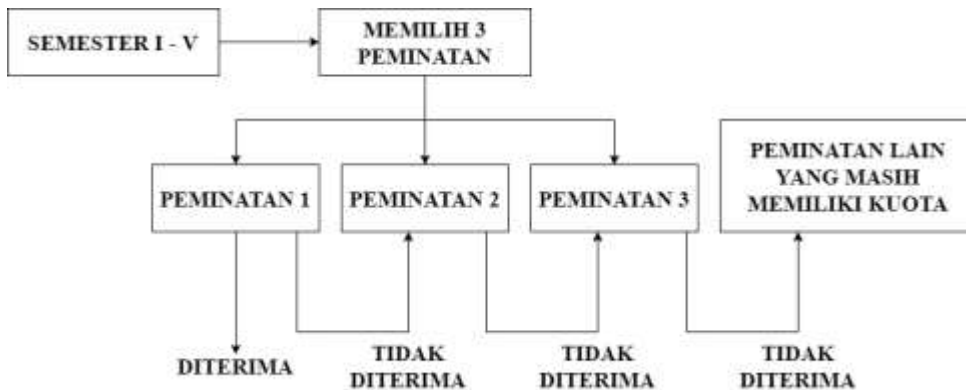 SEMESTER I - V
MEMILIH 3
PEMINATAN
PEMINATAN 1
PEMINATAN 2
PEMINATAN 3
PEMINATAN LAIN
YANG MASIH
MEMILIKI KUOTA
DITERIMA
TIDAK
DITERIMA
TIDAK
DITERIMA
TIDAK
DITERIMA